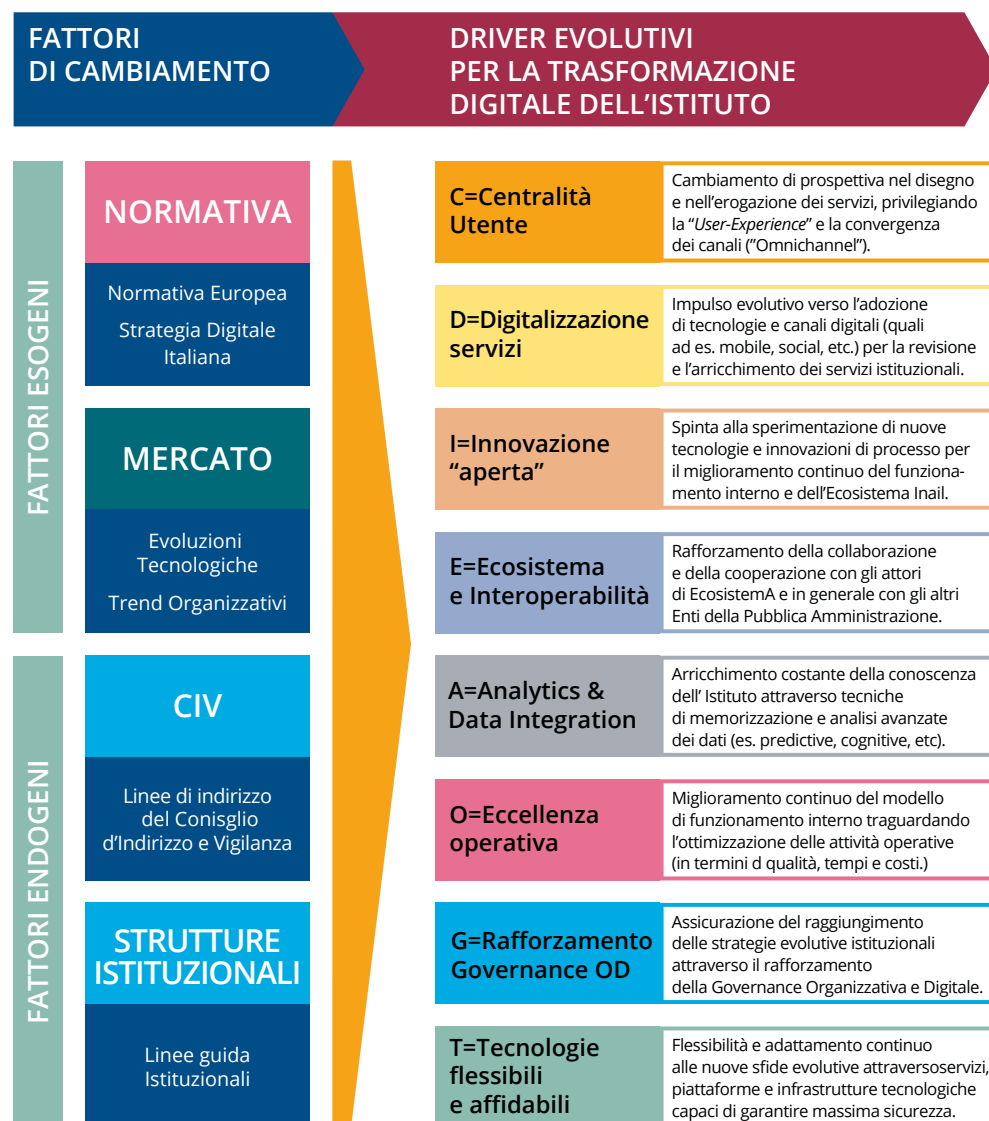 FATTORI
DI CAMBIAMENTO
DRIVER EVOLUTIVI
PER LA TRASFORMAZIONE
DIGITALE DELL'ISTITUTO
FATTORI ESOGENI
NORMATIVA
Normativa Europea
Strategia Digitale
Italiana
MERCATO
Evoluzioni
Tecnologiche
Trend Organizzativi
FATTORI ENDOGENI
CIV
Linee di indirizzo
del Conisglio
d'Indirizzo e Vigilanza
STRUTTURE
ISTITUZIONALI
Linee guida
Istituzionali
C=Centralità
Utente
Cambiamento di prospettiva nel disegno
e nell'erogazione dei servizi, privilegiando
la “User-Experience” e la convergenza
dei canali (”Omnichannel”).
D=Digitalizzazione
servizi
Impulso evolutivo verso l'adozione
di tecnologie e canali digitali (quali
ad es. mobile, social, etc.) per la revisione
e l'arricchimento dei servizi istituzionali.
I=Innovazione
“aperta”
Spinta alla sperimentazione di nuove
tecnologie e innovazioni di processo per
il miglioramento continuo del funziona-
mento interno e dell'Ecosistema Inail.
E=Ecosistema
e Interoperabilità
Rafforzamento della collaborazione
e della cooperazione con gli attori
di EcosistemA e in generale con gli altri
Enti della Pubblica Amministrazione.
A=Analytics &
Data Integration
Arricchimento costante della conoscenza
dell' Istituto attraverso tecniche
di memorizzazione e analisi avanzate
dei dati (es. predictive, cognitive, etc).
O=Eccellenza
operativa
Miglioramento continuo del modello
di funzionamento interno traguardando
l'ottimizzazione delle attività operative
(in termini d qualità, tempi e costi.)
G=Rafforzamento
Governance OD
Assicurazione del raggiungimento
delle strategie evolutive istituzionali
attraverso il rafforzamento
della Governance Organizzativa e Digitale.
T=Tecnologie
flessibili
e affidabili
Flessibilità e adattamento continuo
alle nuove sfide evolutive attraversoservizi,
piattaforme e infrastrutture tecnologiche
capaci di garantire massima sicurezza.